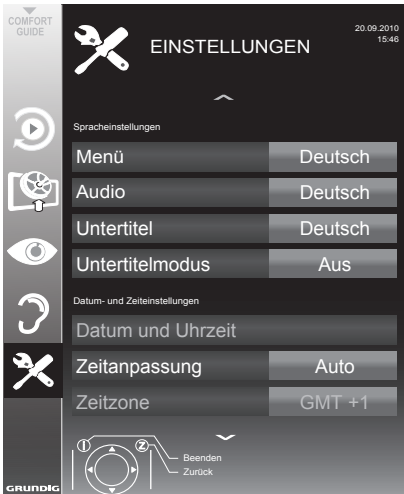 COMFORT
GUIDE
EINSTELLUNGEN
20.09.2010
15:46
Spracheinstellungen
Menü Deutsch
Audio Deutsch
Untertitel Deutsch
Untertitelmodus Aus
Datum- und Zeiteinstellungen
Datum und Uhrzeit
Zeitanpassung Auto
Zeitzone GMT +1
Z
Beenden
Zurück
GRUNDIG